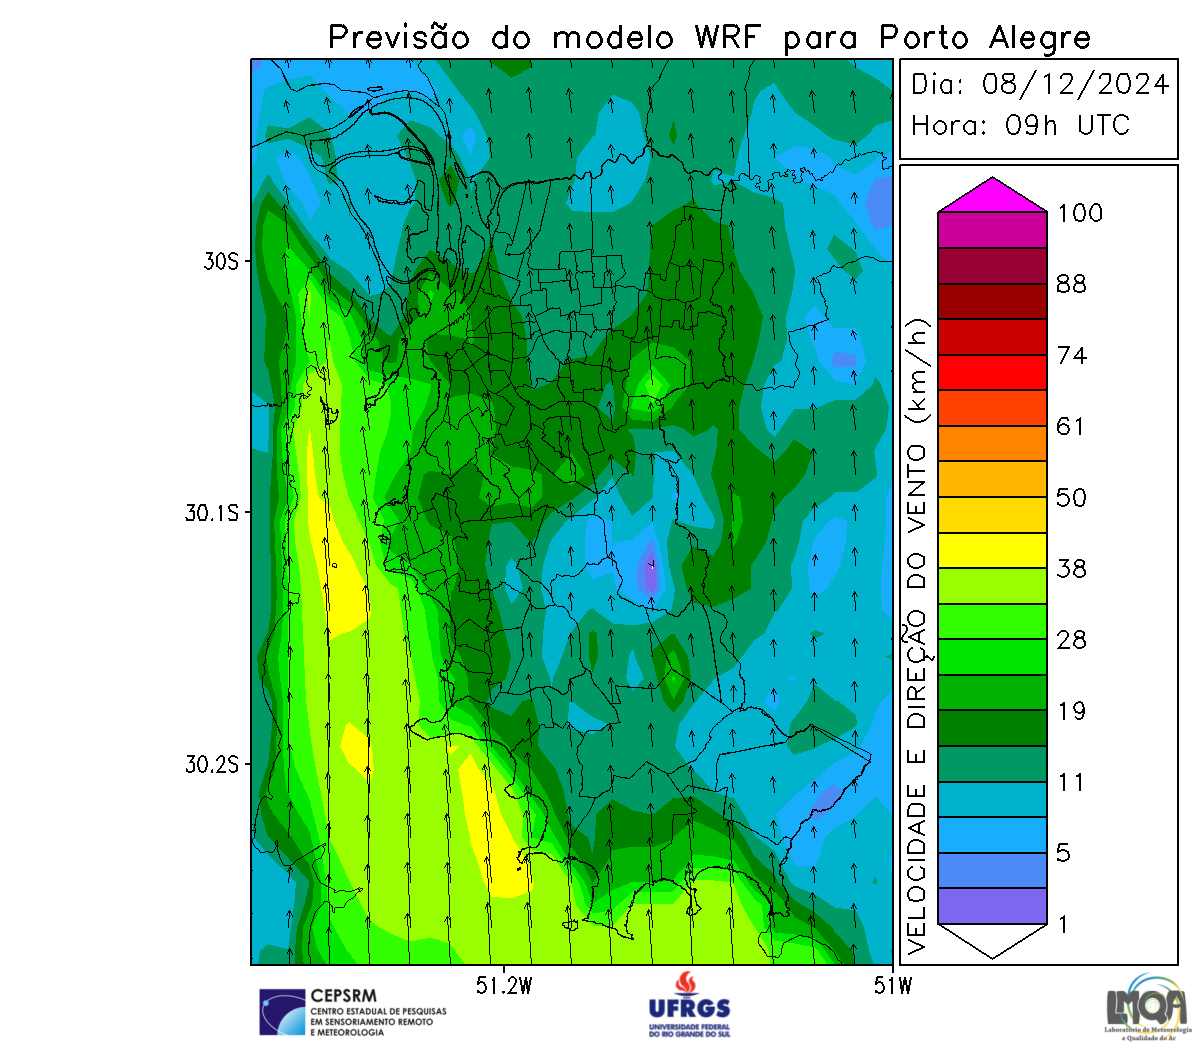 Previsão do modelo WRF para Porto Alegre
Dia: 08/12/2024
Hora: 09h UTC
30S
30.1S
30.2S
51.2W
51W
VELOCIDADE E DIREÇÃO DO VENTO (km/h)
100
88
74
61
50
38
28
19
11
5
1
CEPSRM
CENTRO ESTADUAL DE PESQUISAS
EM SENSORIAMENTO REMOTO
E METEOROLOGIA
UFRGS
UNIVERSIDADE FEDERAL
DO RIO GRANDE DO SUL
LMQA
Laboratório de Meteorologia
e Qualidade do Ar